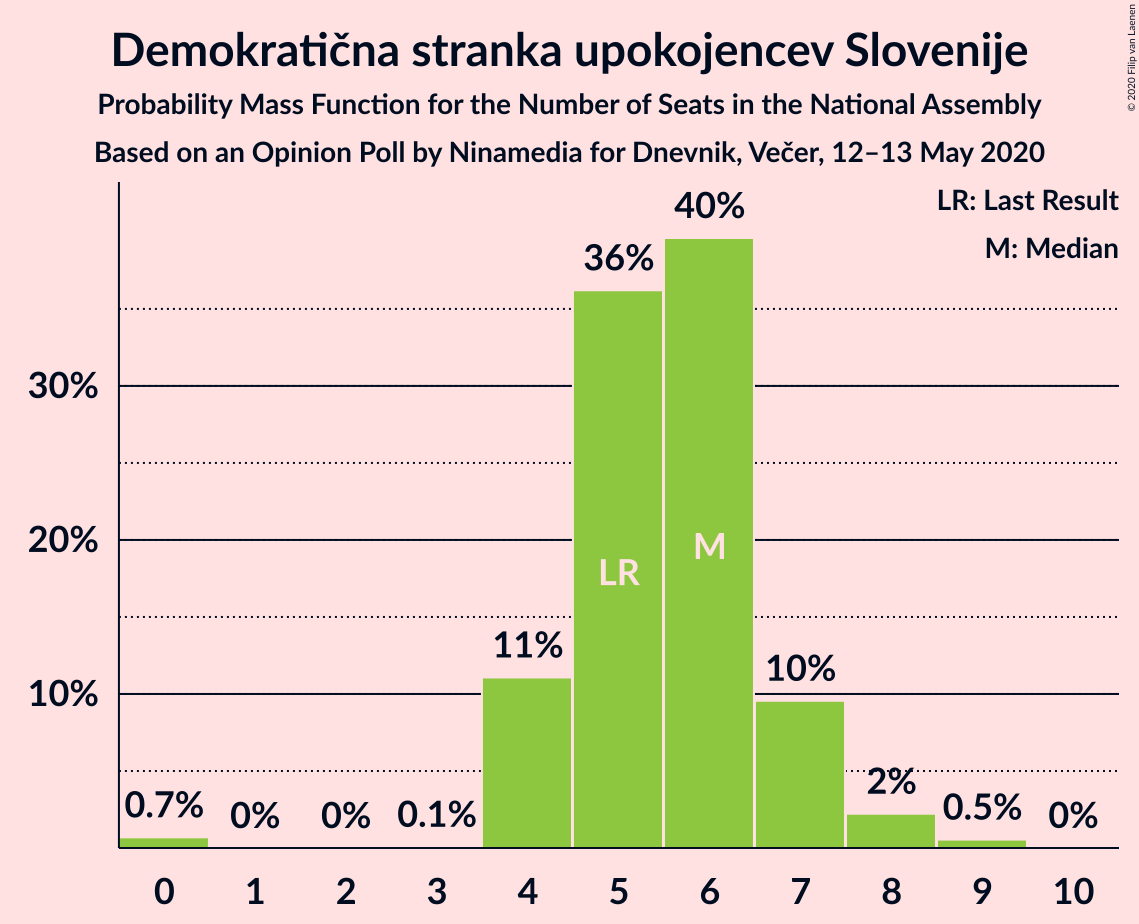 Demokratična stranka upokojencev Slovenije
Probability Mass Function for the Number of Seats in the National Assembly
Based on an Opinion Poll by Ninamedia for Dnevnik, Večer, 12–13 May 2020
© 2020 Filip van Laenen
LR: Last Result
M: Median
40%
36%
30%
20%
M
LR
11%
10%
10%
2%
0.7%
0%
0%
0.1%
0.5%
0%
0 1 2 3 4 5 6 7 8 9 10